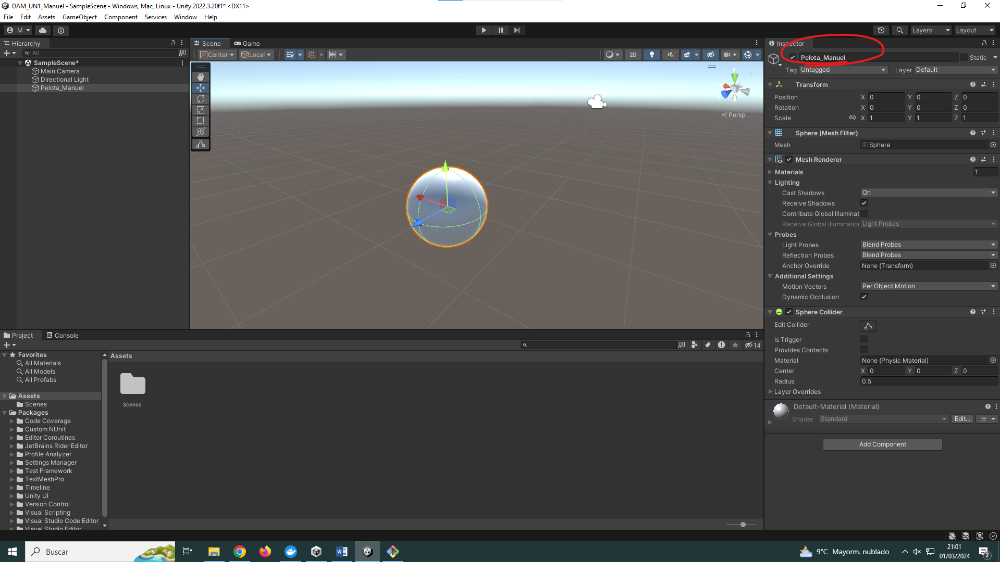 DAM_UN1_Manuel - SampleScene - Windows, Mac, Linux - Unity 2022.3.20f1* <DX11>
File Edit Assets GameObject Component Services Window Help
M
Layers
Layout
Hierarchy
All
SampleScene*
Main Camera
Directional Light
Pelota_Manuel
Scene
Game
Center
Local
2D
y
x
z
Persp
Inspector
Pelota_Manuel
Static
Tag Untagged
Layer Default
Transform
Position X 0 Y 0 Z 0
Rotation X 0 Y 0 Z 0
Scale X 1 Y 1 Z 1
Sphere (Mesh Filter)
Mesh Sphere
Mesh Renderer
Materials 1
Lighting
Cast Shadows On
Receive Shadows
Contribute Global Illuminat
Receive Global Illumination Light Probes
Probes
Light Probes Blend Probes
Reflection Probes Blend Probes
Anchor Override None (Transform)
Additional Settings
Motion Vectors Per Object Motion
Dynamic Occlusion
Sphere Collider
Edit Collider
Is Trigger
Provides Contacts
Material None (Physic Material)
Center X 0 Y 0 Z 0
Radius 0.5
Layer Overrides
Default-Material (Material)
Shader Standard Edit...
Add Component
Project
Console
14
Favorites
All Materials
All Models
All Prefabs
Assets
Scenes
Packages
Code Coverage
Custom NUnit
Editor Coroutines
JetBrains Rider Editor
Profile Analyzer
Settings Manager
Test Framework
TextMeshPro
Timeline
Unity UI
Version Control
Visual Scripting
Visual Studio Code Editor
Visual Studio Editor
Assets
Scenes
Buscar
9°C Mayorm. nublado
21:01
01/03/2024
2